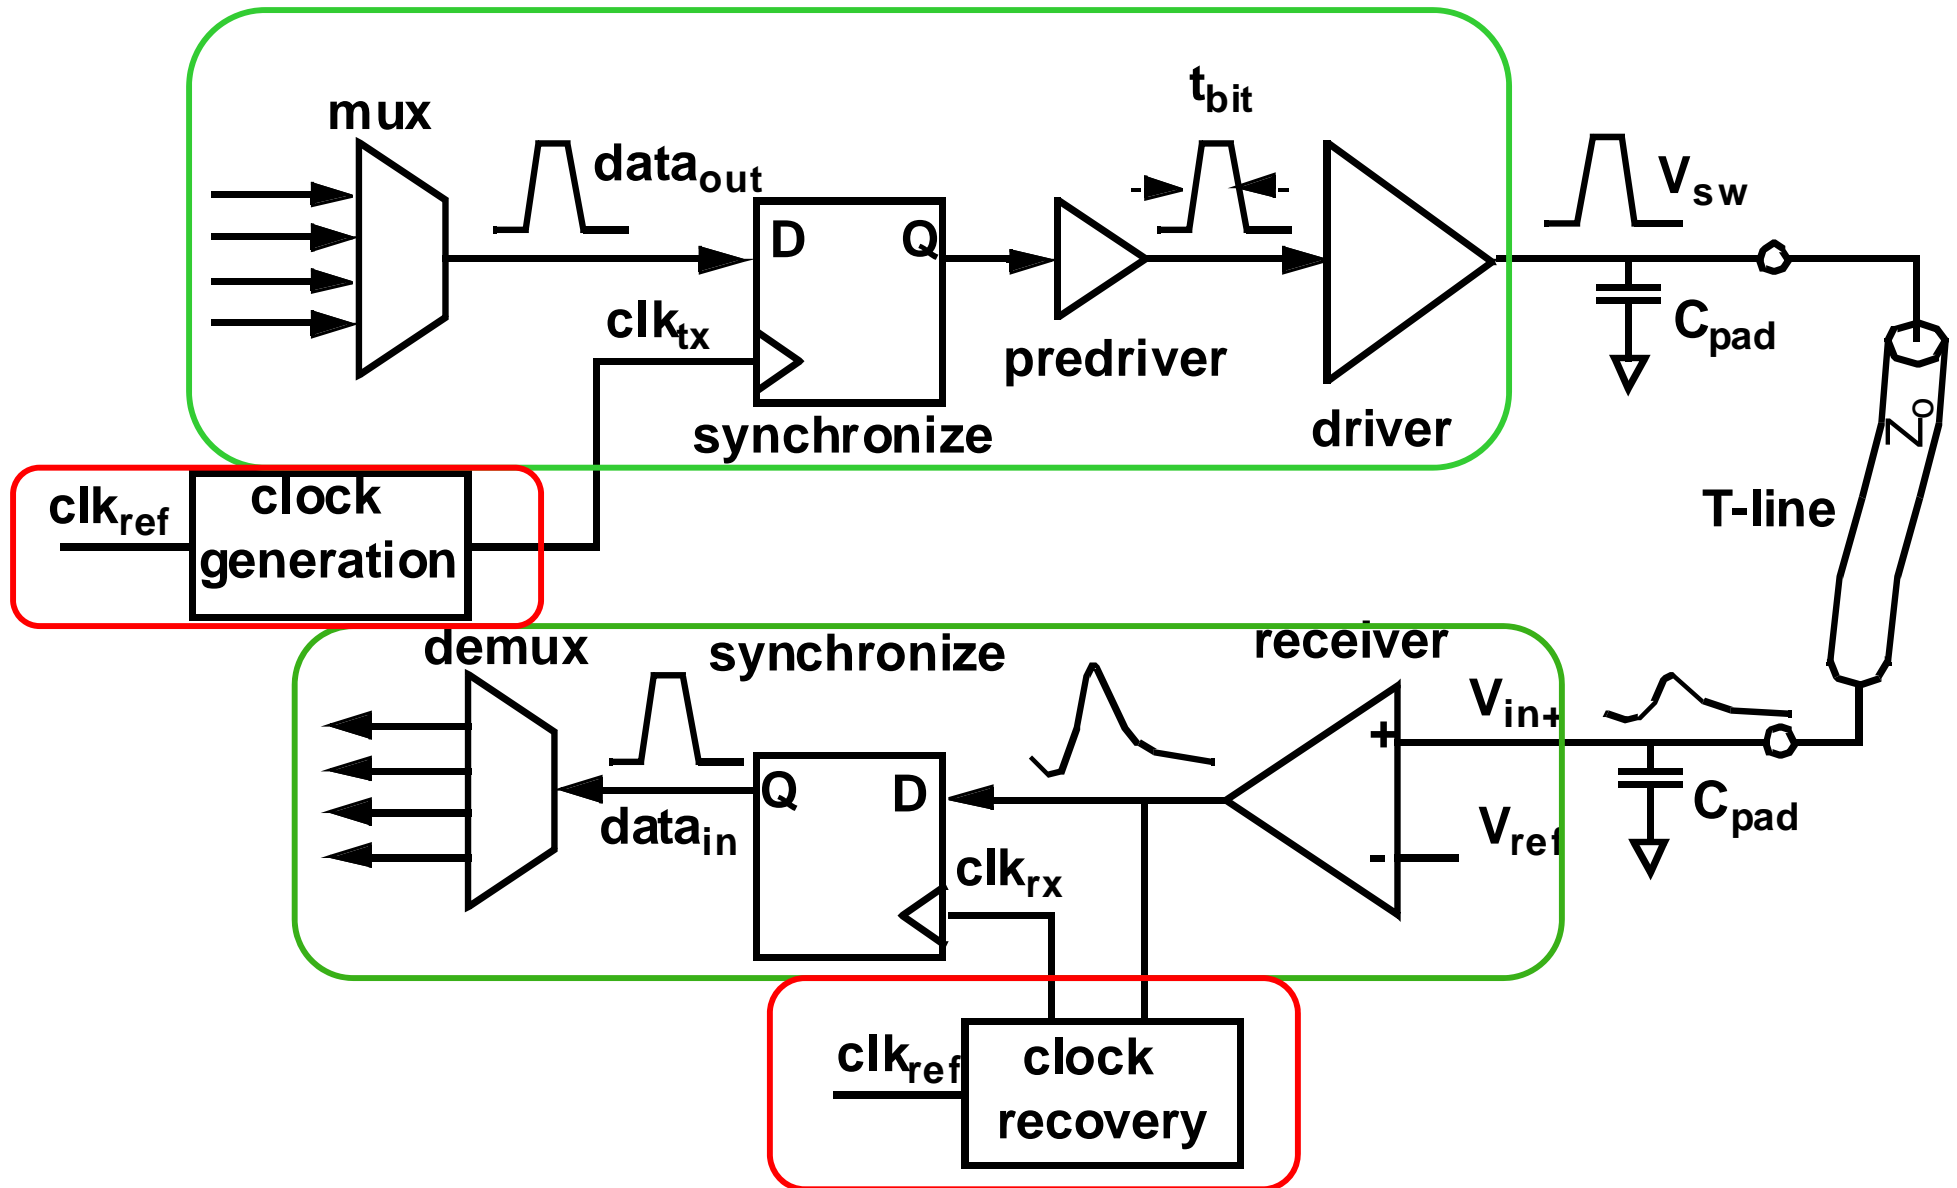 mux
data_out
t_bit
V_sw
D
Q
clk_tx
C_pad
predriver
synchronize
driver
Z_o
clk_ref
clock
generation
T-line
demux
synchronize
receiver
V_in+
+
Q
D
data_in
V_ref
-
C_pad
clk_rx
clk_ref
clock
recovery